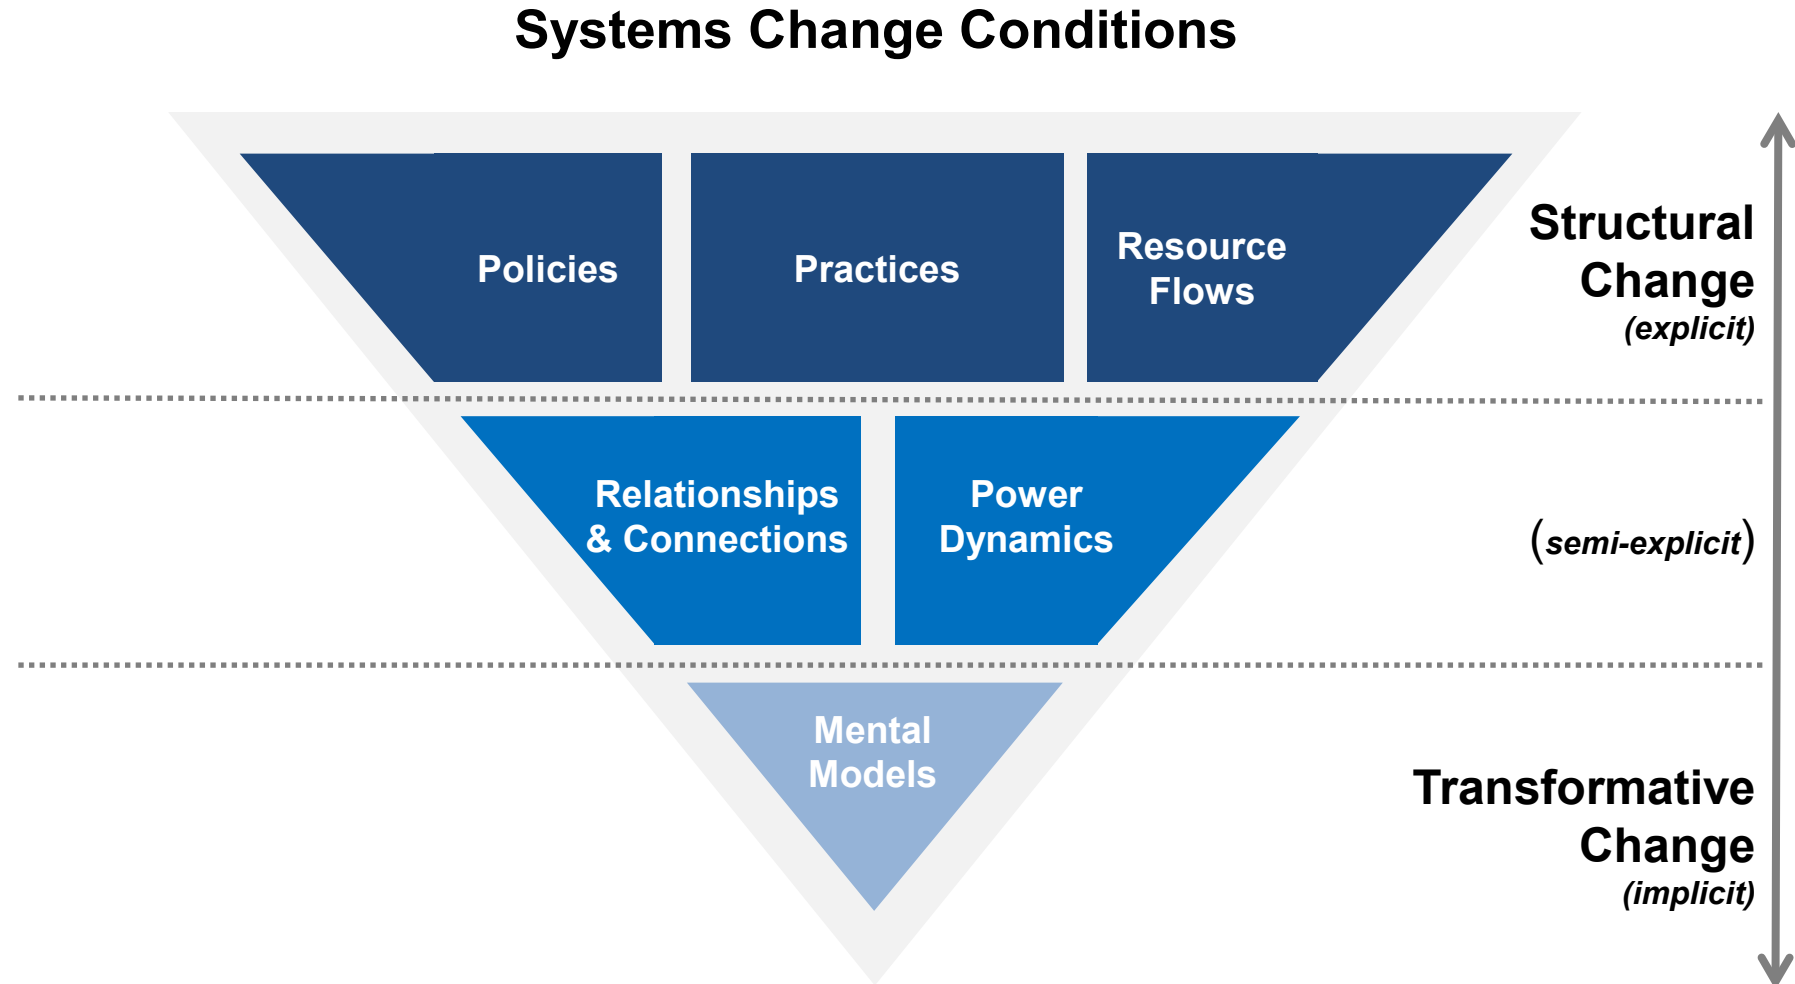 Systems Change Conditions
Policies
Practices
Resource
Flows
Structural
Change
(explicit)
Relationships
& Connections
Power
Dynamics
(semi-explicit)
Mental
Models
Transformative
Change
(implicit)